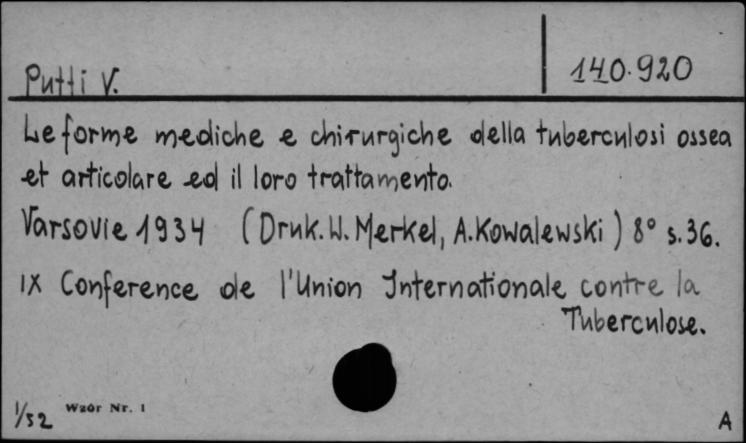 Putti V.
140.920
Le forme mediche e chirurgiche della tuberculosi ossea
et articolare ed il loro trattamento.
Varsovie 1934 (Druk. W. Merkel, A. Kowalewski) 8° s. 36.
IX Conference de l'Union Internationale contre la
Tuberculose.
1/52
Wzór Nr. 1
A